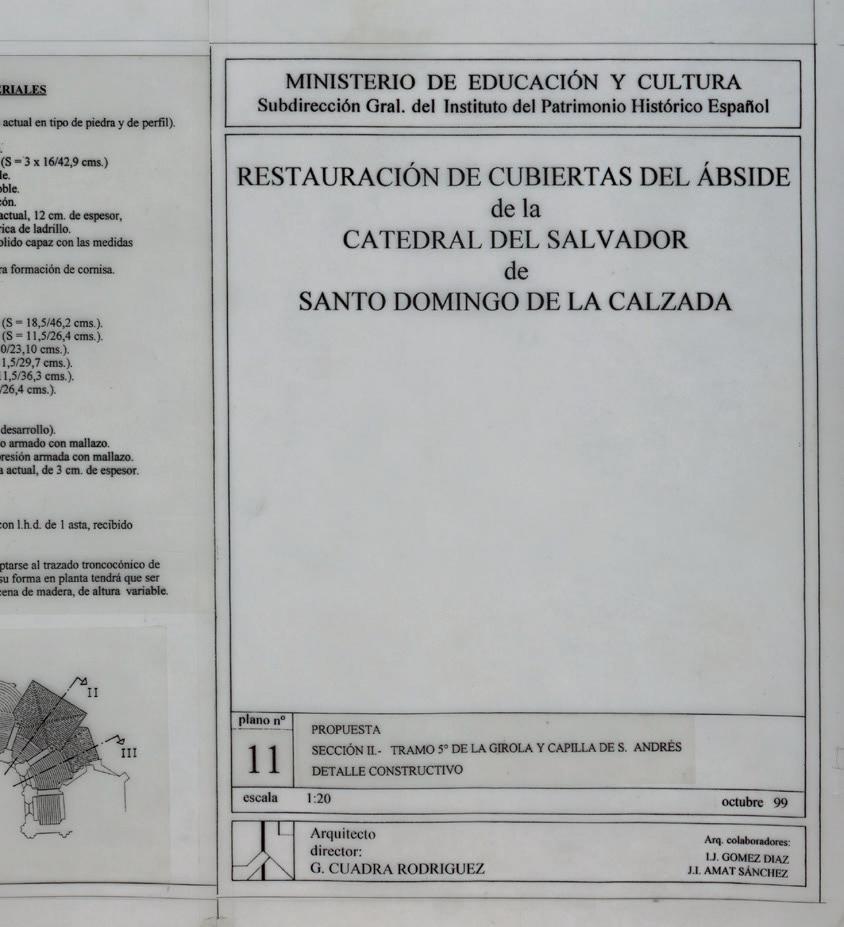 ERIALES
actual en tipo de piedra y de perfil).
(S = 3 x 16/42,9 cms.)
le.
oble.
cón.
actual, 12 cm. de espesor,
rica de ladrillo.
olido capaz con las medidas
ra formación de cornisa.
(S = 18,5/46,2 cms.).
(S = 11,5/26,4 cms.).
0/23,10 cms.).
1,5/29,7 cms.).
11,5/36,3 cms.).
/26,4 cms.).
desarrollo).
o armado con mallazo.
presión armada con mallazo.
a actual, de 3 cm. de espesor.
con l.h.d. de 1 asta, recibido
ptarse al trazado troncocónico de
su forma en planta tendrá que ser
cena de madera, de altura variable.
II
III
MINISTERIO DE EDUCACIÓN Y CULTURA
Subdirección Gral. del Instituto del Patrimonio Histórico Español
RESTAURACIÓN DE CUBIERTAS DEL ÁBSIDE
de la
CATEDRAL DEL SALVADOR
de
SANTO DOMINGO DE LA CALZADA
plano nº
11
PROPUESTA
SECCIÓN II.- TRAMO 5º DE LA GIROLA Y CAPILLA DE S. ANDRÉS
DETALLE CONSTRUCTIVO
escala 1:20 octubre 99
Arquitecto
director:
G. CUADRA RODRIGUEZ
Arq. colaboradores:
I.J. GOMEZ DIAZ
J.I. AMAT SÁNCHEZ